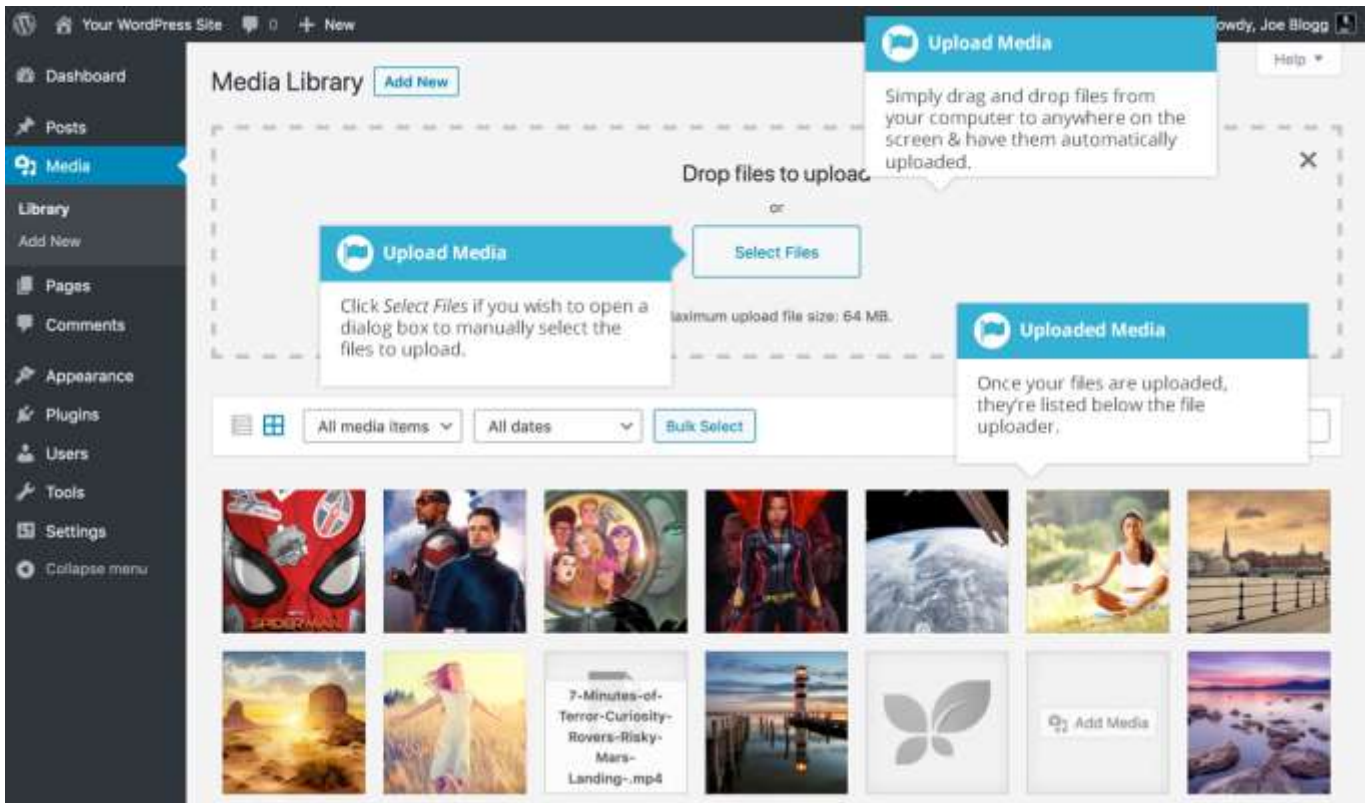 Your WordPress Site 0 + New
owdy, Joe Blogg
Help
Dashboard
Posts
Media
Library
Add New
Pages
Comments
Appearance
Plugins
Users
Tools
Settings
Collapse menu
Media Library Add New
Upload Media
Simply drag and drop files from
your computer to anywhere on the
screen & have them automatically
uploaded.
Drop files to upload
or
Select Files
Upload Media
Click Select Files if you wish to open a
dialog box to manually select the
files to upload.
aximum upload file size: 64 MB.
Uploaded Media
Once your files are uploaded,
they're listed below the file
uploader.
All media items All dates Bulk Select
SPIDER-MAN
7-Minutes-of-
Terror-Curiosity-
Rovers-Risky-
Mars-
Landing-.mp4
Add Media